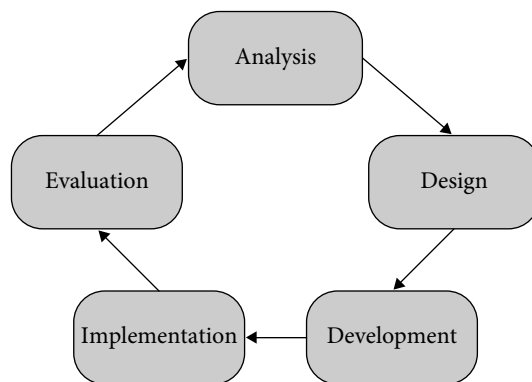 Analysis
Design
Development
Implementation
Evaluation